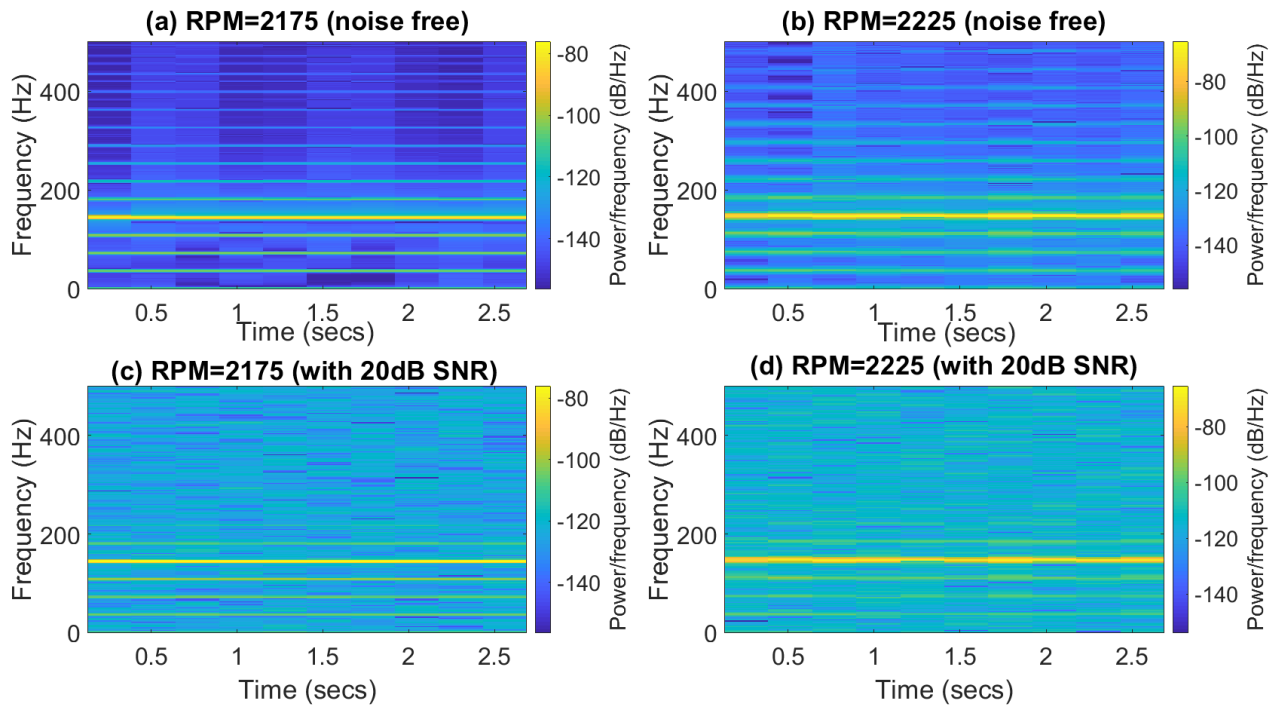 (a) RPM=2175 (noise free)
Frequency (Hz)
400
200
0
0.5 1 1.5 2 2.5
Time (secs)
-80
-100
-120
-140
Power/frequency (dB/Hz)
(b) RPM=2225 (noise free)
Frequency (Hz)
400
200
0
0.5 1 1.5 2 2.5
Time (secs)
-80
-100
-120
-140
Power/frequency (dB/Hz)
(c) RPM=2175 (with 20dB SNR)
Frequency (Hz)
400
200
0
0.5 1 1.5 2 2.5
Time (secs)
-80
-100
-120
-140
Power/frequency (dB/Hz)
(d) RPM=2225 (with 20dB SNR)
Frequency (Hz)
400
200
0
0.5 1 1.5 2 2.5
Time (secs)
-80
-100
-120
-140
Power/frequency (dB/Hz)